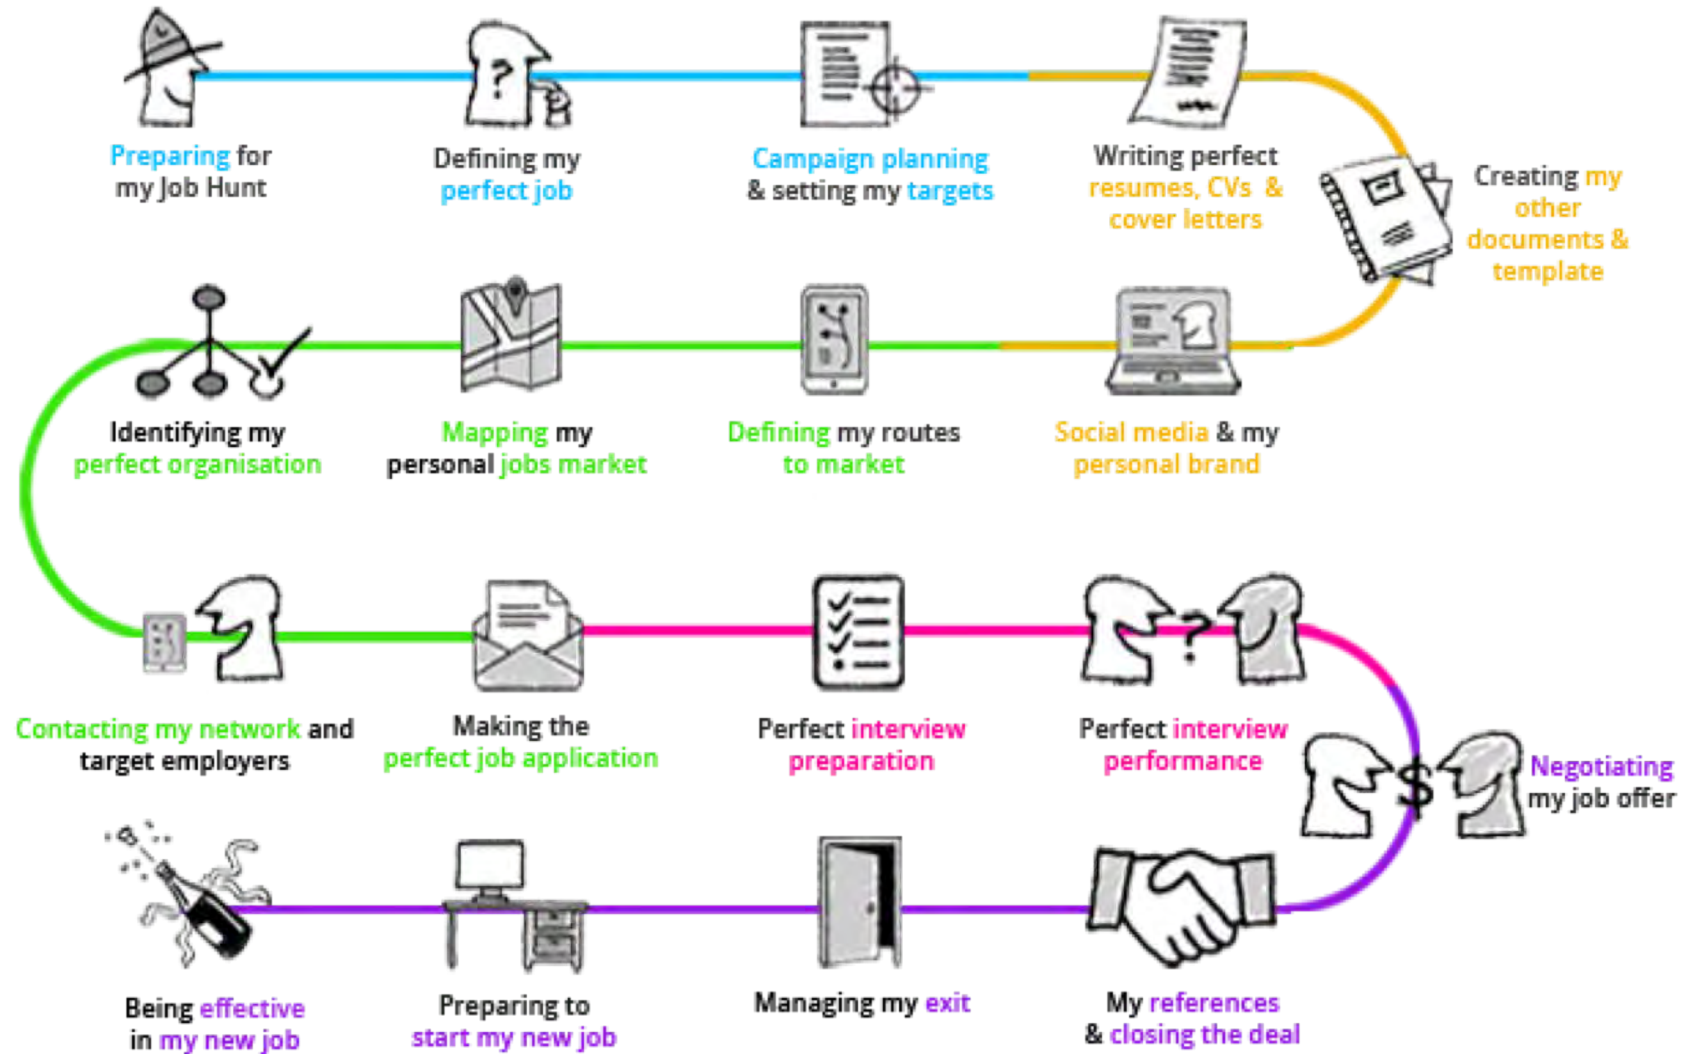 Preparing for
my Job Hunt
Defining my
perfect job
Campaign planning
& setting my targets
Writing perfect
resumes, CVs &
cover letters
Creating my
other
documents &
template
Social media & my
personal brand
Defining my routes
to market
Mapping my
personal jobs market
Identifying my
perfect organisation
Contacting my network and
target employers
Making the
perfect job application
Perfect interview
preparation
?
Perfect interview
performance
$
Negotiating
my job offer
My references
& closing the deal
Managing my exit
Preparing to
start my new job
Being effective
in my new job